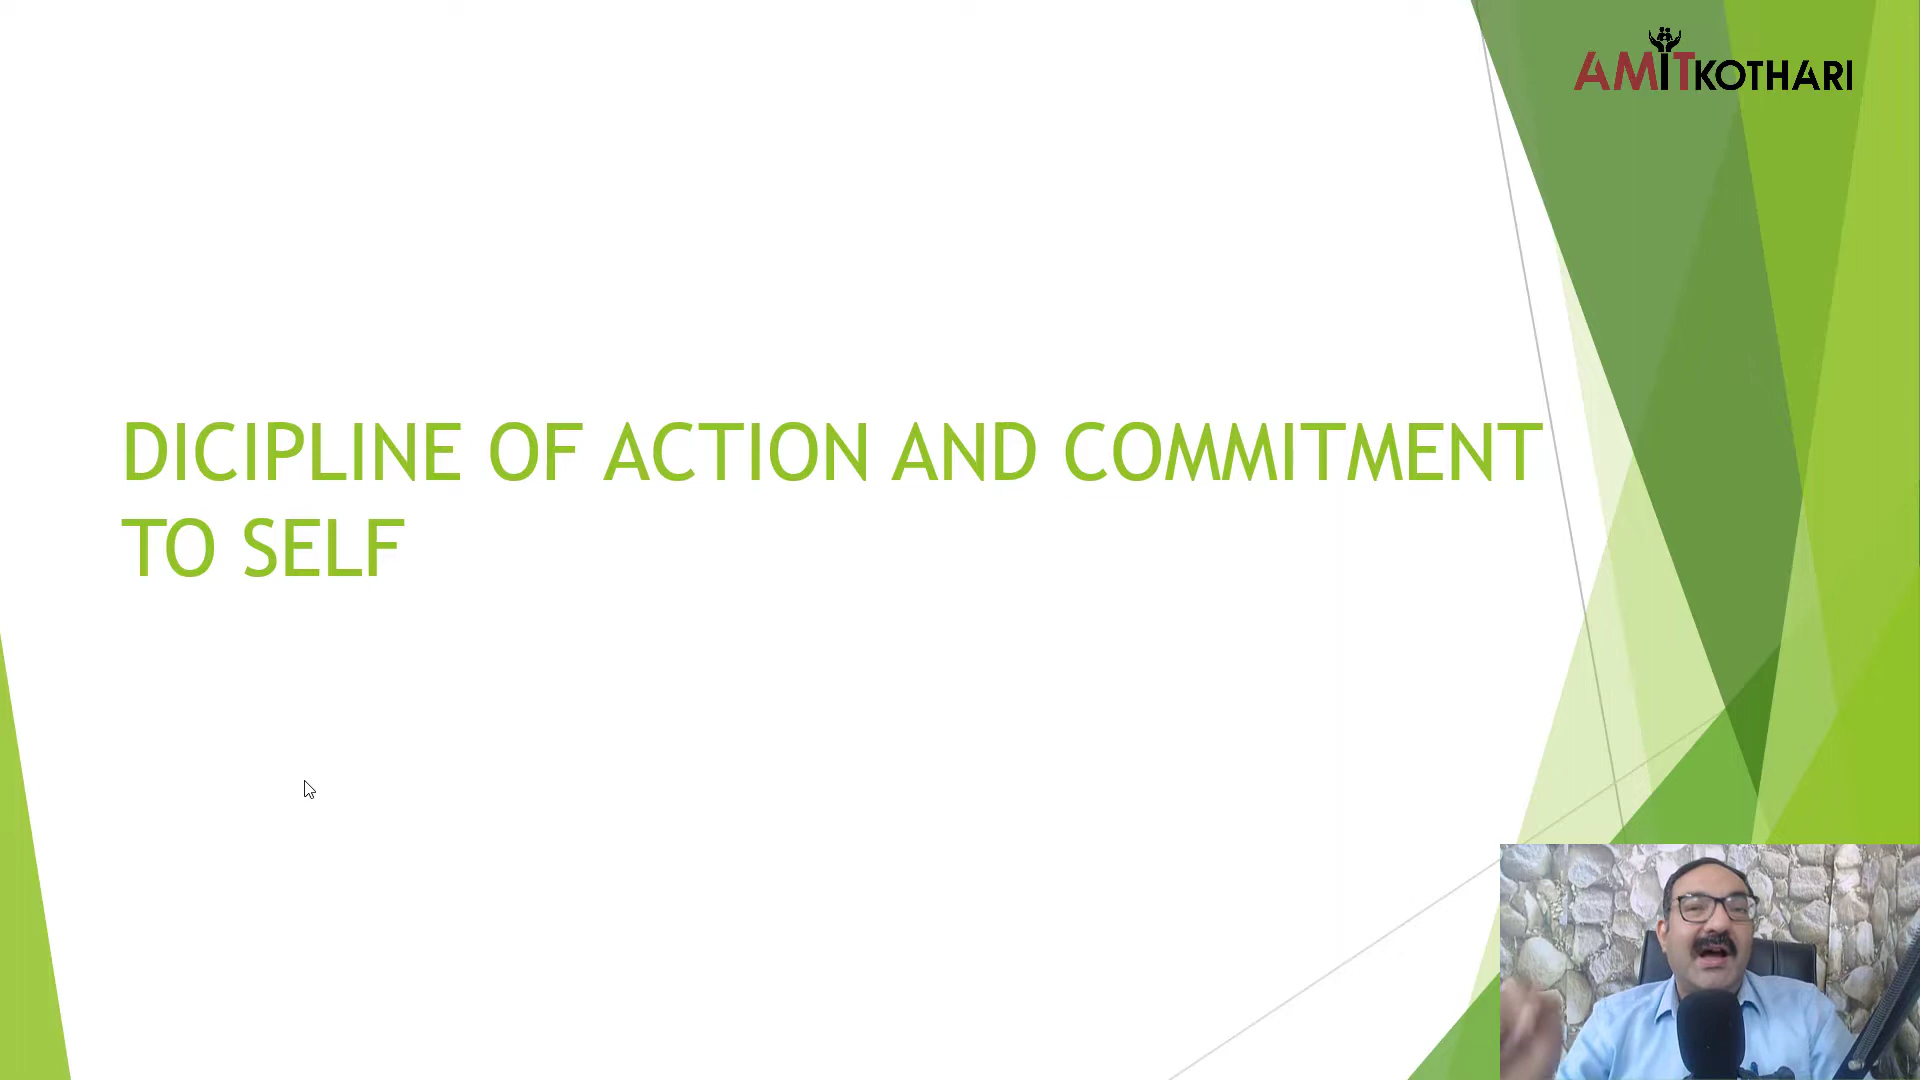 AMITKOTHARI
DICIPLINE OF ACTION AND COMMITMENT
TO SELF